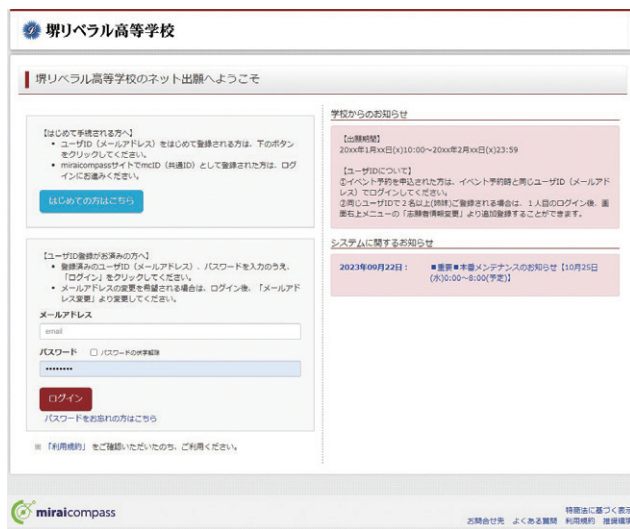 堺リベラル高等学校
堺リベラル高等学校のネット出願へようこそ
【はじめて手続される方へ】
• ユーザID（メールアドレス）をはじめて登録される方は、下のボタン
をクリックしてください。
• miraicompassサイトでmcID（共通ID）として登録された方は、ログ
インにお進みください。
はじめての方はこちら
【ユーザID登録がお済みの方へ】
• 登録済みのユーザID（メールアドレス）、パスワードを入力のうえ、
「ログイン」をクリックしてください。
• メールアドレスの変更を希望される場合は、ログイン後、「メールアド
レス変更」より変更してください。
メールアドレス
email
パスワード □ パスワードの伏字解除
••••••••
ログイン
パスワードをお忘れの方はこちら
※ 「利用規約」 をご確認いただいたのち、ご利用ください。
学校からのお知らせ
【出願期間】
20xx年1月xx日(x)10:00～20xx年2月xx日(x)23:59
【ユーザIDについて】
①イベント予約を申込された方は、イベント予約時と同じユーザID（メールアド
レス）でログインしてください。
②同じユーザIDで２名以上(姉妹)ご登録される場合は、１人目のログイン後、画
面右上メニューの「志願者情報変更」より追加登録することができます。
システムに関するお知らせ
2023年09月22日： ■重要■本番メンテナンスのお知らせ【10月25日
(水)0:00～8:00(予定)】
miraicompass
特商法に基づく表示
お問合せ先 よくある質問 利用規約 推奨環境